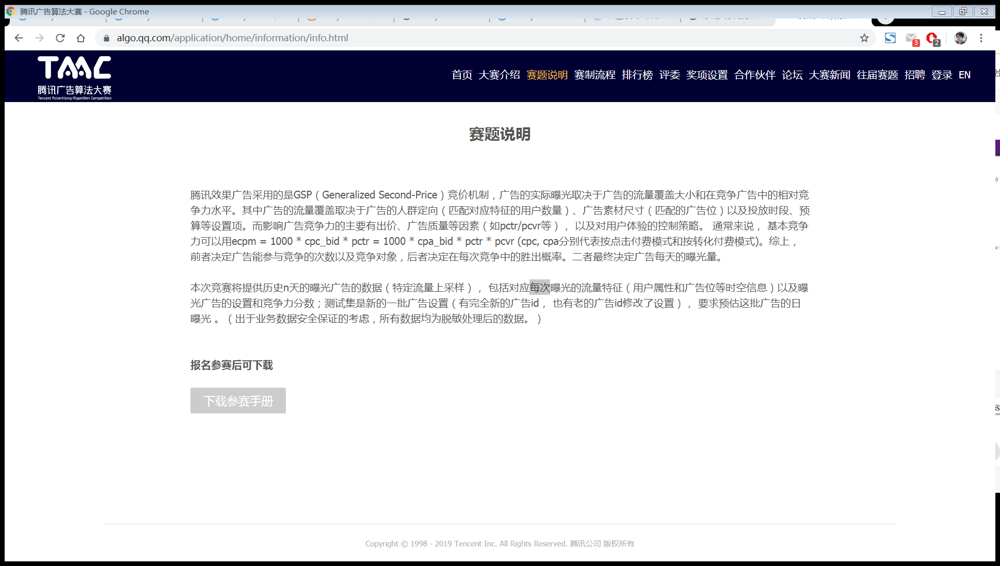 腾讯广告算法大赛 - Google Chrome
algo.qq.com/application/home/information/info.html
3
2
TAAC
腾讯广告算法大赛
Tencent Advertising Algorithm Competition
首页 大赛介绍 赛题说明 赛制流程 排行榜 评委 奖项设置 合作伙伴 论坛 大赛新闻 往届赛题 招聘 登录 EN
赛题说明
腾讯效果广告采用的是GSP（Generalized Second-Price）竞价机制，广告的实际曝光取决于广告的流量覆盖大小和在竞争广告中的相对竞
争力水平。其中广告的流量覆盖取决于广告的人群定向（匹配对应特征的用户数量）、广告素材尺寸（匹配的广告位）以及投放时段、预
算等设置项。而影响广告竞争力的主要有出价、广告质量等因素（如pctr/pcvr等），以及对用户体验的控制策略。 通常来说， 基本竞争
力可以用ecpm = 1000 * cpc_bid * pctr = 1000 * cpa_bid * pctr * pcvr (cpc, cpa分别代表按点击付费模式和按转化付费模式)。综上，
前者决定广告能参与竞争的次数以及竞争对象，后者决定在每次竞争中的胜出概率。二者最终决定广告每天的曝光量。
本次竞赛将提供历史n天的曝光广告的数据（特定流量上采样）， 包括对应每次曝光的流量特征（用户属性和广告位等时空信息）以及曝
光广告的设置和竞争力分数；测试集是新的一批广告设置（有完全新的广告id， 也有老的广告id修改了设置）， 要求预估这批广告的日
曝光 。（出于业务数据安全保证的考虑，所有数据均为脱敏处理后的数据。 ）
报名参赛后可下载
下载参赛手册
Copyright © 1998 - 2019 Tencent Inc. All Rights Reserved. 腾讯公司 版权所有